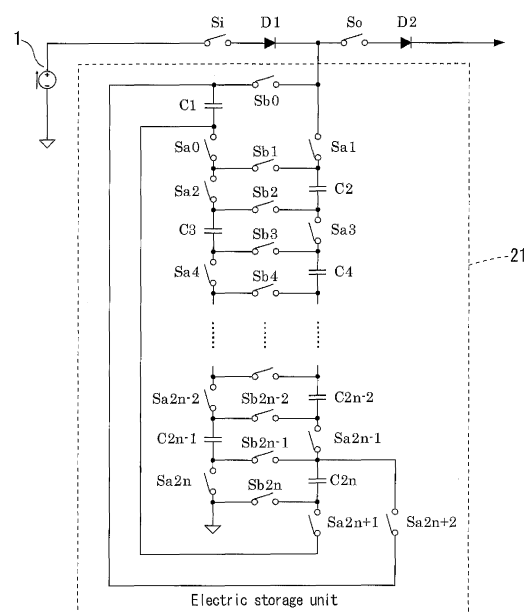 Si D1 So D2
1
Sb0
C1
Sa0 Sb1 Sa1
Sa2 Sb2 C2
C3 Sb3 Sa3
Sa4 Sb4 C4
21
Sa2n-2 Sb2n-2 C2n-2
C2n-1 Sb2n-1 Sa2n-1
Sa2n Sb2n C2n
Sa2n+1 Sa2n+2
Electric storage unit